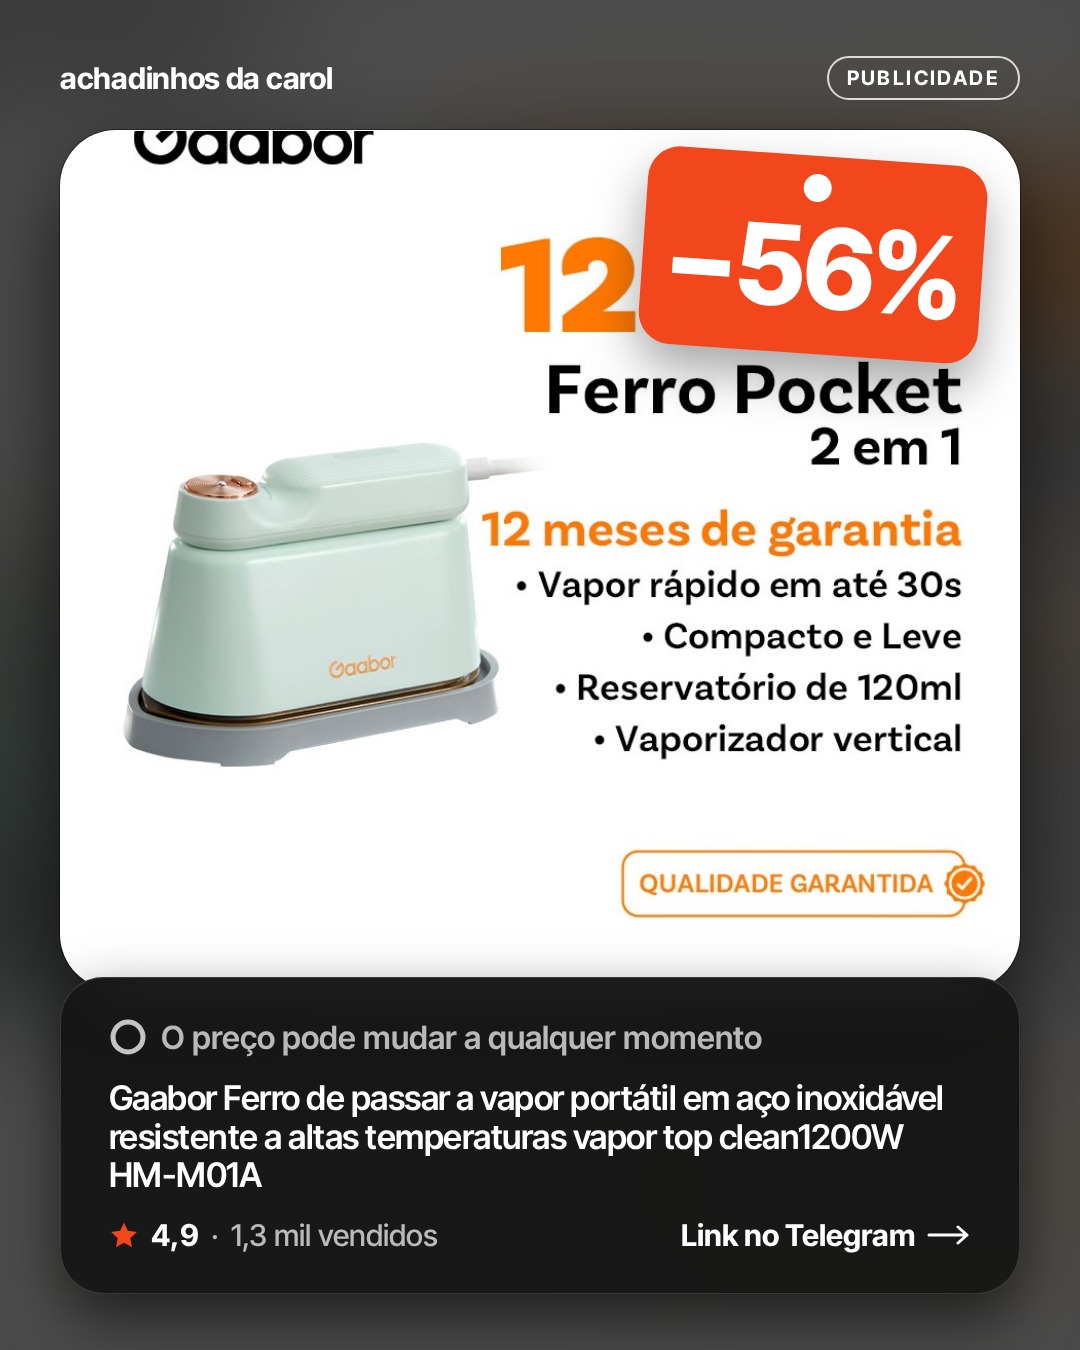 achadinhos da carol
PUBLICIDADE
Gaabor
-56%
12
Ferro Pocket
2 em 1
12 meses de garantia
• Vapor rápido em até 30s
• Compacto e Leve
• Reservatório de 120ml
• Vaporizador vertical
Gaabor
QUALIDADE GARANTIDA
O preço pode mudar a qualquer momento
Gaabor Ferro de passar a vapor portátil em aço inoxidável
resistente a altas temperaturas vapor top clean1200W
HM-M01A
4,9 · 1,3 mil vendidos
Link no Telegram →